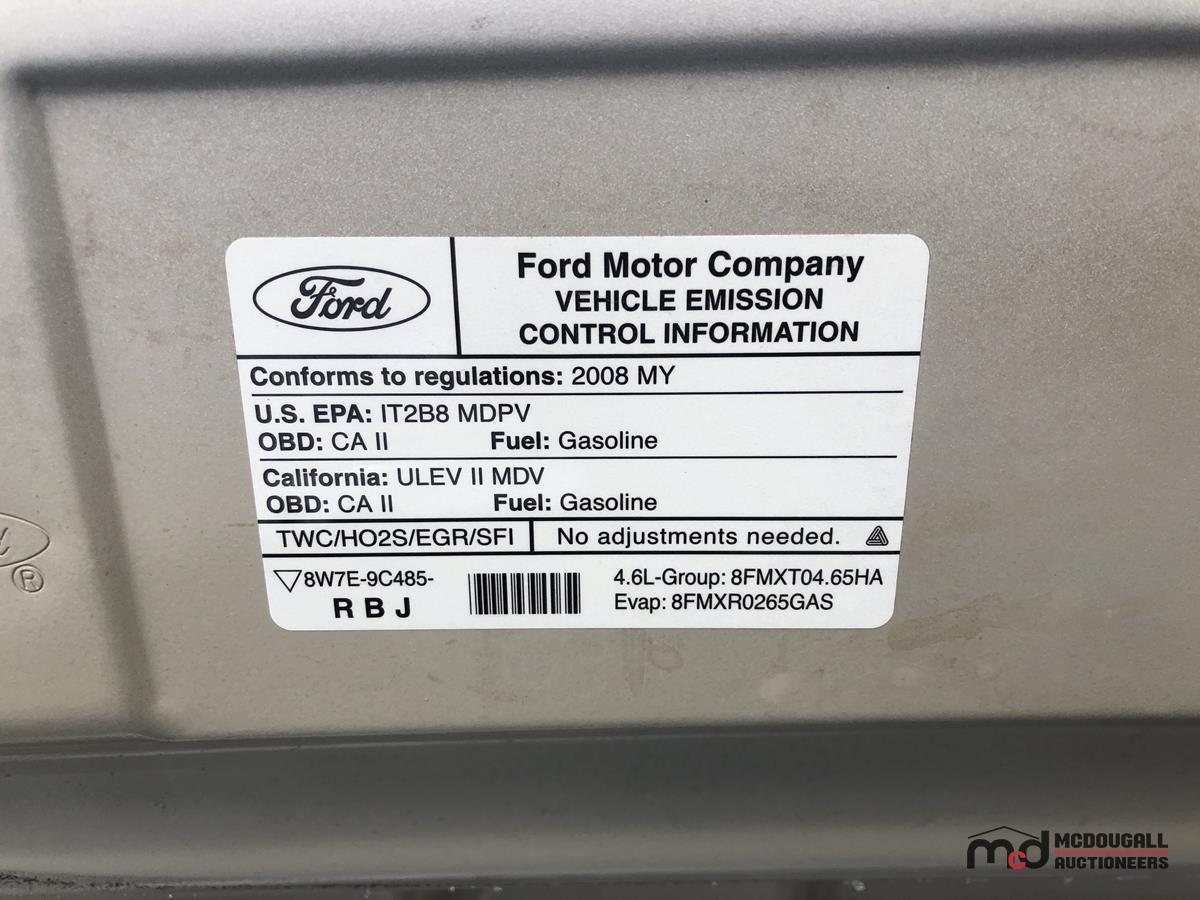 Ford
Ford Motor Company
VEHICLE EMISSION
CONTROL INFORMATION
Conforms to regulations: 2008 MY
U.S. EPA: IT2B8 MDPV
OBD: CA II Fuel: Gasoline
California: ULEV II MDV
OBD: CA II Fuel: Gasoline
TWC/HO2S/EGR/SFI No adjustments needed.
8W7E-9C485-
RBJ
4.6L-Group: 8FMXT04.65HA
Evap: 8FMXR0265GAS
®
mcd MCDOUGALL
AUCTIONEERS